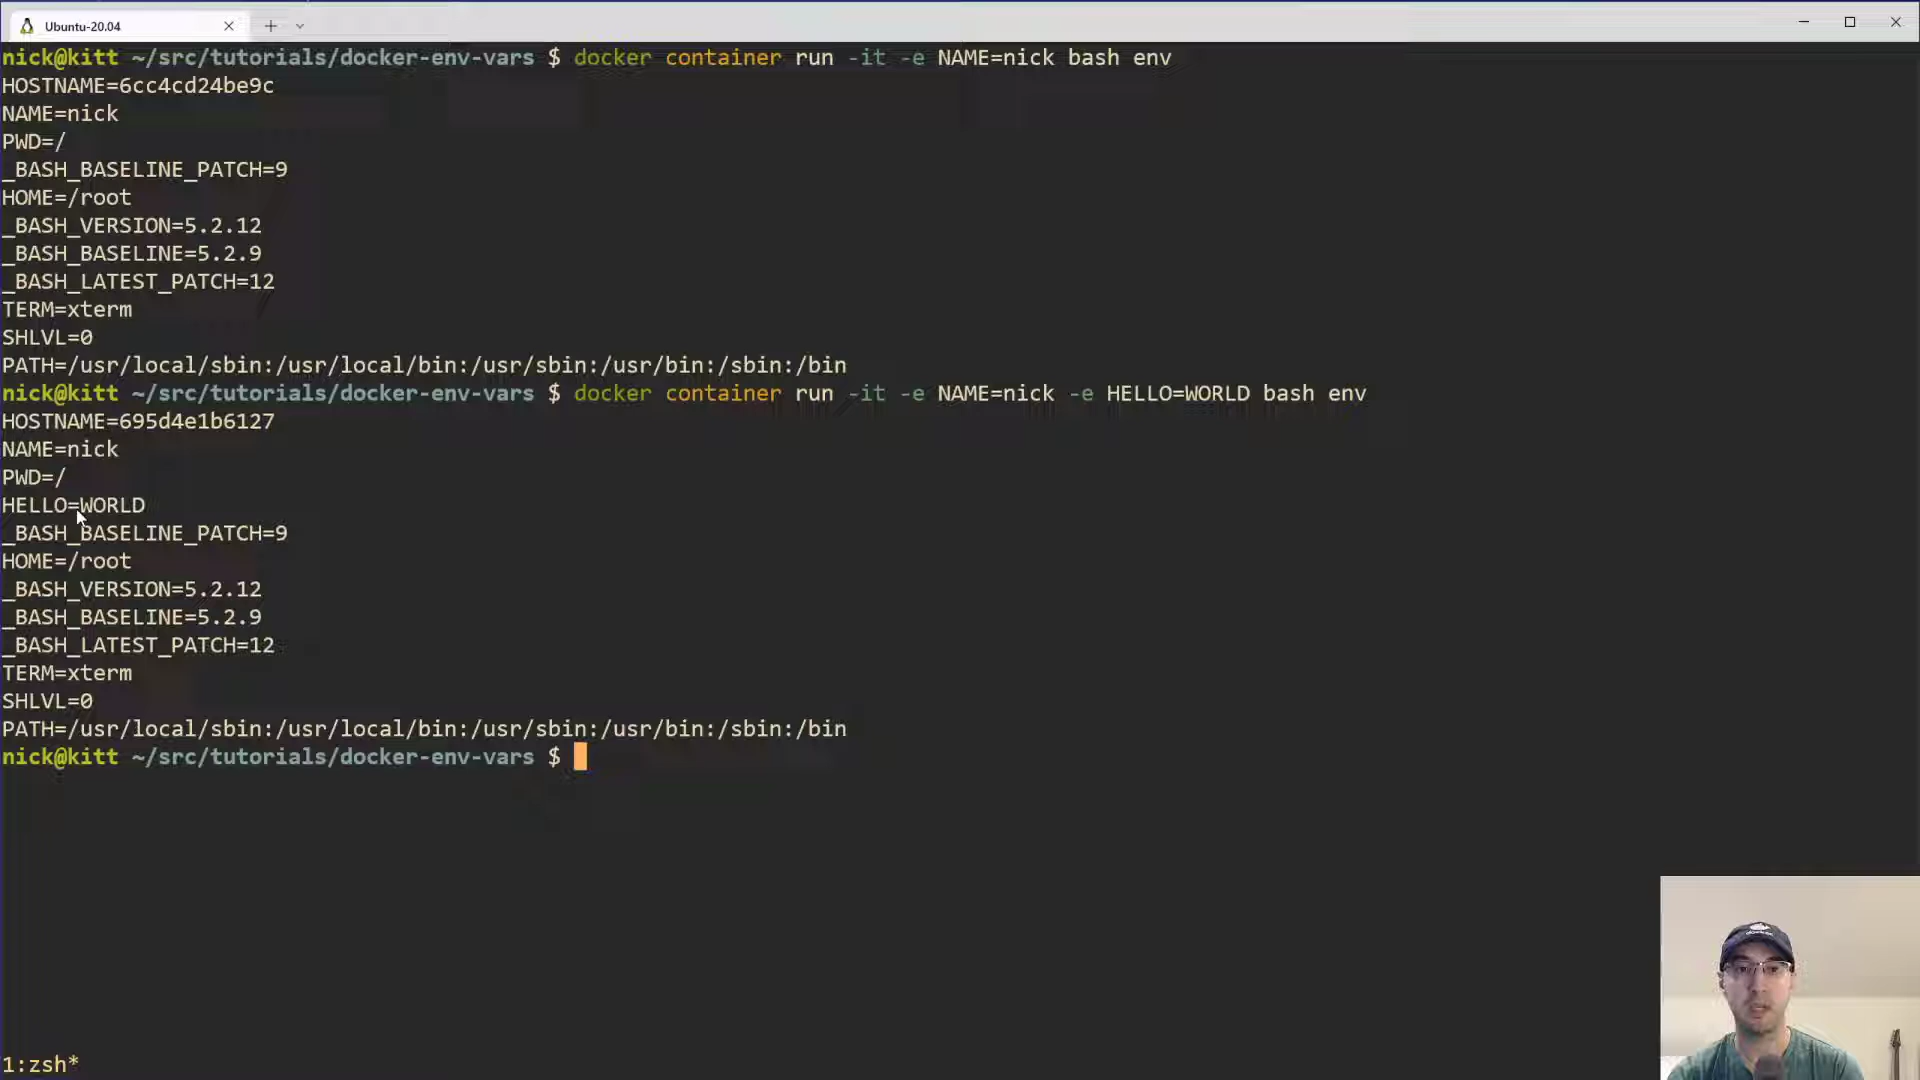 Ubuntu-20.04
nick@kitt ~/src/tutorials/docker-env-vars $ docker container run -it -e NAME=nick bash env
HOSTNAME=6cc4cd24be9c
NAME=nick
PWD=/
_BASH_BASELINE_PATCH=9
HOME=/root
_BASH_VERSION=5.2.12
_BASH_BASELINE=5.2.9
_BASH_LATEST_PATCH=12
TERM=xterm
SHLVL=0
PATH=/usr/local/sbin:/usr/local/bin:/usr/sbin:/usr/bin:/sbin:/bin
nick@kitt ~/src/tutorials/docker-env-vars $ docker container run -it -e NAME=nick -e HELLO=WORLD bash env
HOSTNAME=695d4e1b6127
NAME=nick
PWD=/
HELLO=WORLD
_BASH_BASELINE_PATCH=9
HOME=/root
_BASH_VERSION=5.2.12
_BASH_BASELINE=5.2.9
_BASH_LATEST_PATCH=12
TERM=xterm
SHLVL=0
PATH=/usr/local/sbin:/usr/local/bin:/usr/sbin:/usr/bin:/sbin:/bin
nick@kitt ~/src/tutorials/docker-env-vars $
1:zsh*